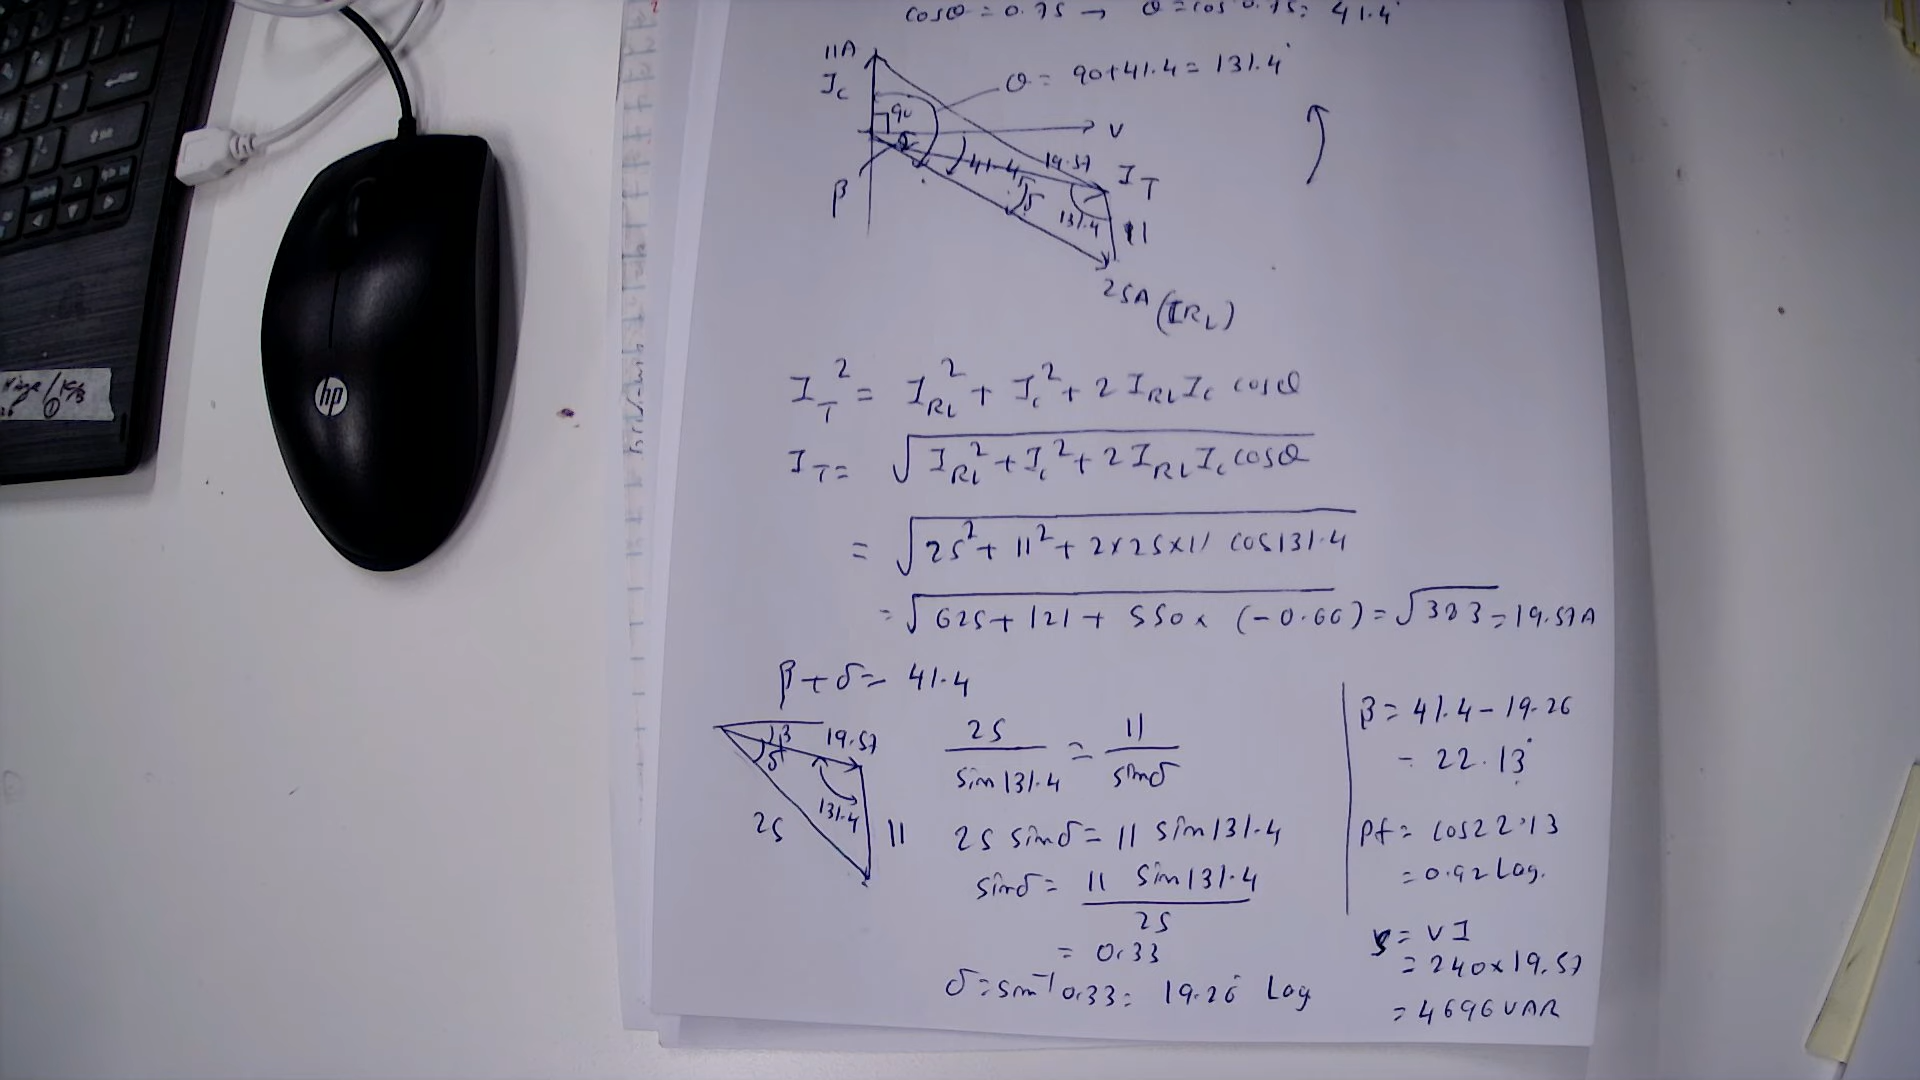 cosθ = 0.75 → θ = cos⁻¹ 0.75 = 41.4°
11A
Ic
θ = 90+41.4 = 131.4°
90
V
41.4
19.57
IT
β
δ
131.4
11
25A (IRL)
IT² = IRL² + Ic² + 2 IRL Ic cosθ
IT = √(IRL² + Ic² + 2 IRL Ic cosθ)
= √(25² + 11² + 2×25×11 cos131.4)
= √(625 + 121 + 550 × (-0.66)) = √383 = 19.57A
β + δ = 41.4
β
19.57
δ
131.4
25
11
25 / sin131.4 = 11 / sinδ
25 sinδ = 11 sin131.4
sinδ = 11 sin131.4 / 25
= 0.33
δ = sin⁻¹ 0.33 = 19.26° Lag
β = 41.4 - 19.26
= 22.13°
Pf = cos22.13
= 0.92 Lag.
S = VI
= 240×19.57
= 4696 VAR
hp